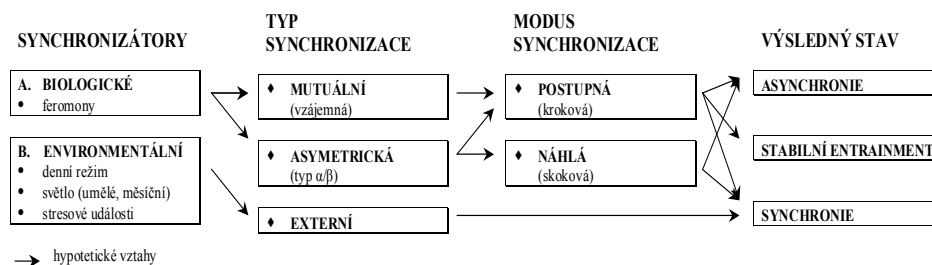 SYNCHRONIZÁTORY
A. BIOLOGICKÉ
• feromony
B. ENVIRONMENTÁLNÍ
• denní režim
• světlo (umělé, měsíční)
• stresové události
TYP
SYNCHRONIZACE
♦ MUTUÁLNÍ
(vzájemná)
♦ ASYMETRICKÁ
(typ α/β)
♦ EXTERNÍ
MODUS
SYNCHRONIZACE
♦ POSTUPNÁ
(kroková)
♦ NÁHLÁ
(skoková)
VÝSLEDNÝ STAV
ASYNCHRONIE
STABILNÍ ENTRAINMENT
SYNCHRONIE
hypotetické vztahy